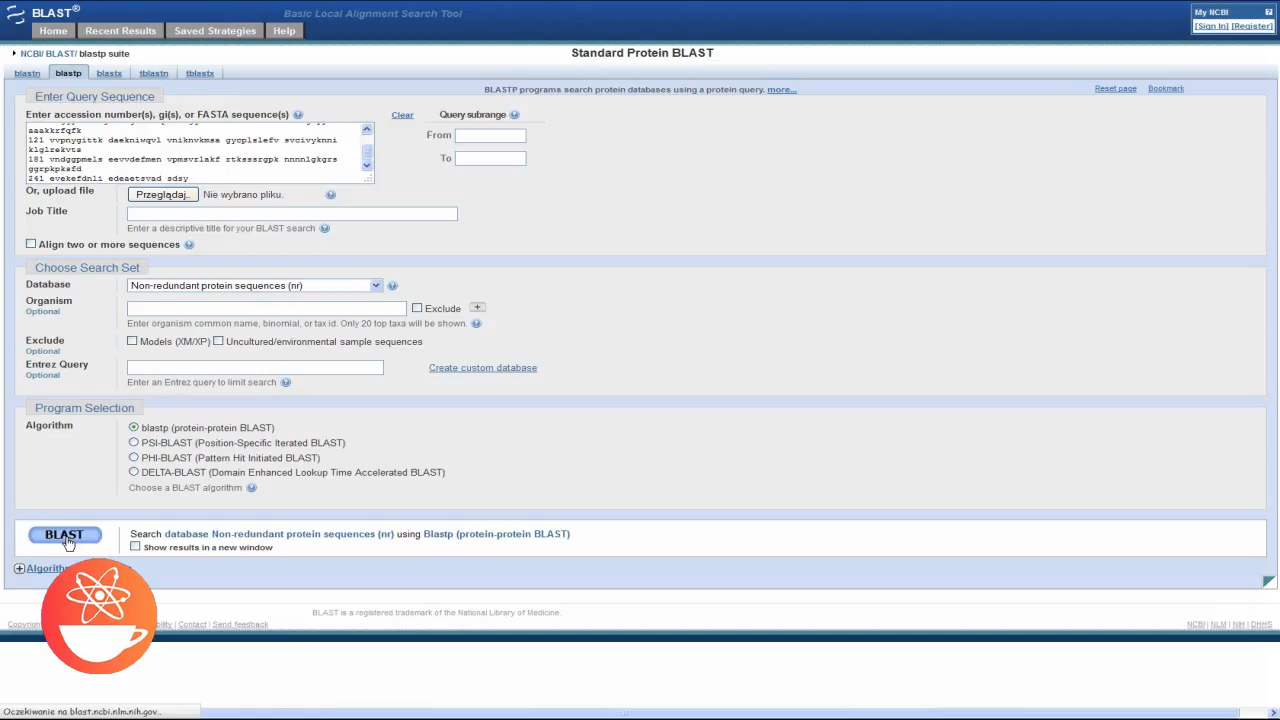 BLAST®
Basic Local Alignment Search Tool
My NCBI
?
[Sign In] [Register]
Home
Recent Results
Saved Strategies
Help
NCBI/ BLAST/ blastp suite
Standard Protein BLAST
blastn
blastp
blastx
tblastn
tblastx
Enter Query Sequence
BLASTP programs search protein databases using a protein query. more...
Reset page
Bookmark
Enter accession number(s), gi(s), or FASTA sequence(s)
Clear
Query subrange
aaakkrfqfk
121 vvpnygittk daekniwqvl vniknvkmsa gycplslefv svcivyknni
klglrekvts
181 vndggpmels eevvdefmen vpmsvrlakf rtksssrgpk nnnnlgkgrs
ggrpkpksfd
241 evekefdnli edeaetsvad sdsy
From
To
Or, upload file
Przeglądaj..
Nie wybrano pliku.
Job Title
Enter a descriptive title for your BLAST search
Align two or more sequences
Choose Search Set
Database
Non-redundant protein sequences (nr)
Organism
Optional
Exclude
+
Enter organism common name, binomial, or tax id. Only 20 top taxa will be shown.
Exclude
Optional
Models (XM/XP)
Uncultured/environmental sample sequences
Entrez Query
Optional
Create custom database
Enter an Entrez query to limit search
Program Selection
Algorithm
blastp (protein-protein BLAST)
PSI-BLAST (Position-Specific Iterated BLAST)
PHI-BLAST (Pattern Hit Initiated BLAST)
DELTA-BLAST (Domain Enhanced Lookup Time Accelerated BLAST)
Choose a BLAST algorithm
BLAST
Search database Non-redundant protein sequences (nr) using Blastp (protein-protein BLAST)
Show results in a new window
BLAST is a registered trademark of the National Library of Medicine.
| Contact | Send feedback
NCBI | NLM | NIH | DHHS
Oczekiwanie na blast.ncbi.nlm.nih.gov..